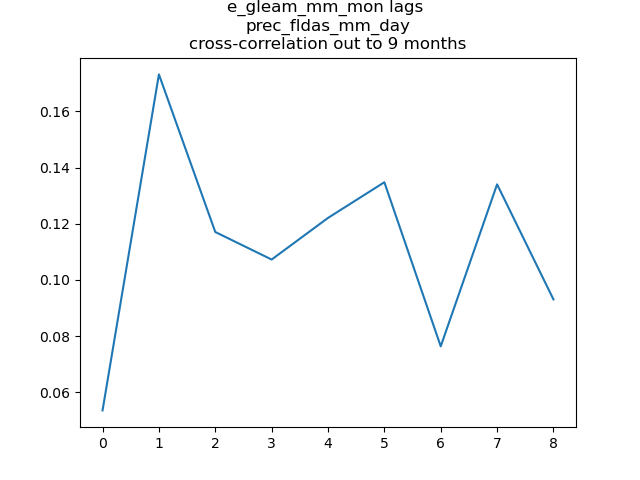 e_gleam_mm_mon lags
prec_fldas_mm_day
cross-correlation out to 9 months
0.16
0.14
0.12
0.10
0.08
0.06
0 1 2 3 4 5 6 7 8